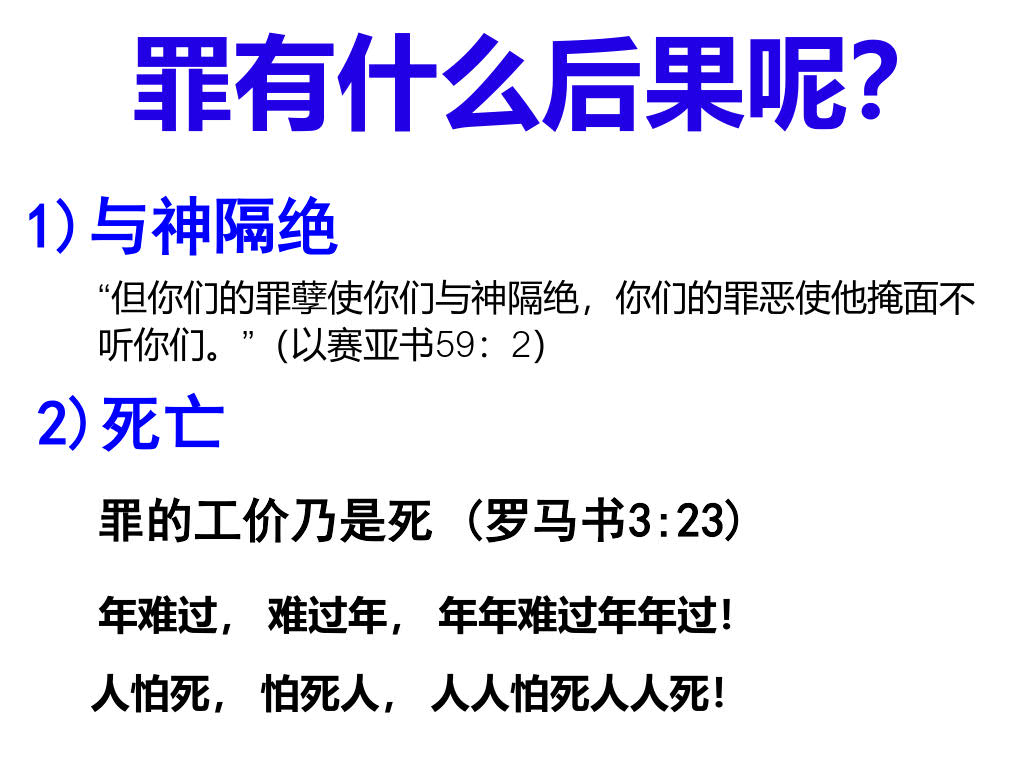 罪有什么后果呢？
1)与神隔绝
“但你们的罪孽使你们与神隔绝，你们的罪恶使他掩面不
听你们。”（以赛亚书59：2）
2)死亡
罪的工价乃是死 (罗马书3:23)
年难过， 难过年， 年年难过年年过！
人怕死， 怕死人， 人人怕死人人死！